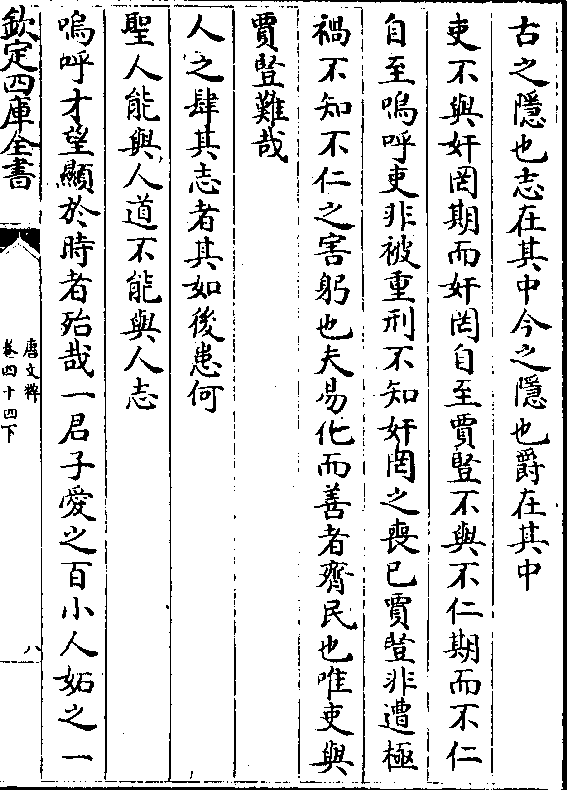 古之隱也志在其中今之隱也爵在其中
吏不與奸罔期而奸罔自至賈豎不與不仁期而不仁
自至嗚呼吏非被重刑不知奸罔之喪已賈豎非遭極
禍不知不仁之害躬也夫易化而善者齊民也唯吏與
賈豎難哉
人之肆其志者其如後患何
聖人能與人道不能與人志
嗚呼才望顯於時者殆哉一君子愛之百小人妬之一
欽定四庫全書
唐文粹
卷四十四下
八